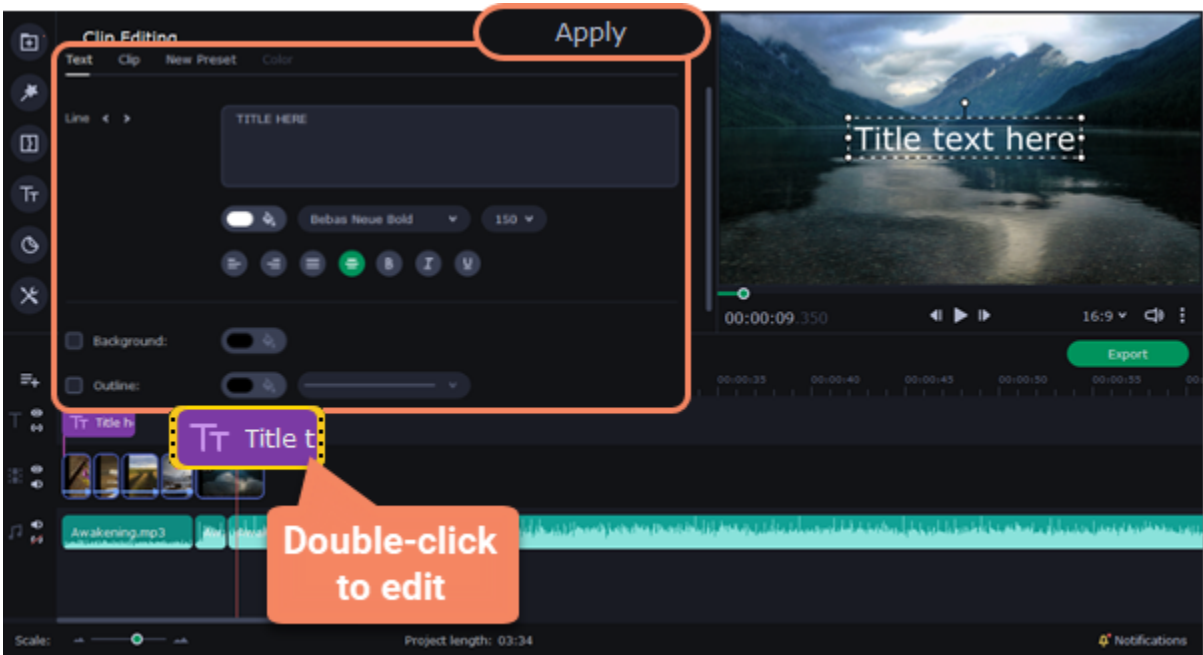 Clip Editing
Apply
Text Clip New Preset Color
Line < >
TITLE HERE
Title text here
Bebas Neue Bold 150
B I U
00:00:09.350
16:9
Background:
Export
Outline:
00:00:35 00:00:40 00:00:45 00:00:50 00:00:55
Title h
Title t
Awakening.mp3
Double-click
to edit
Scale:
Project length: 03:34
Notifications